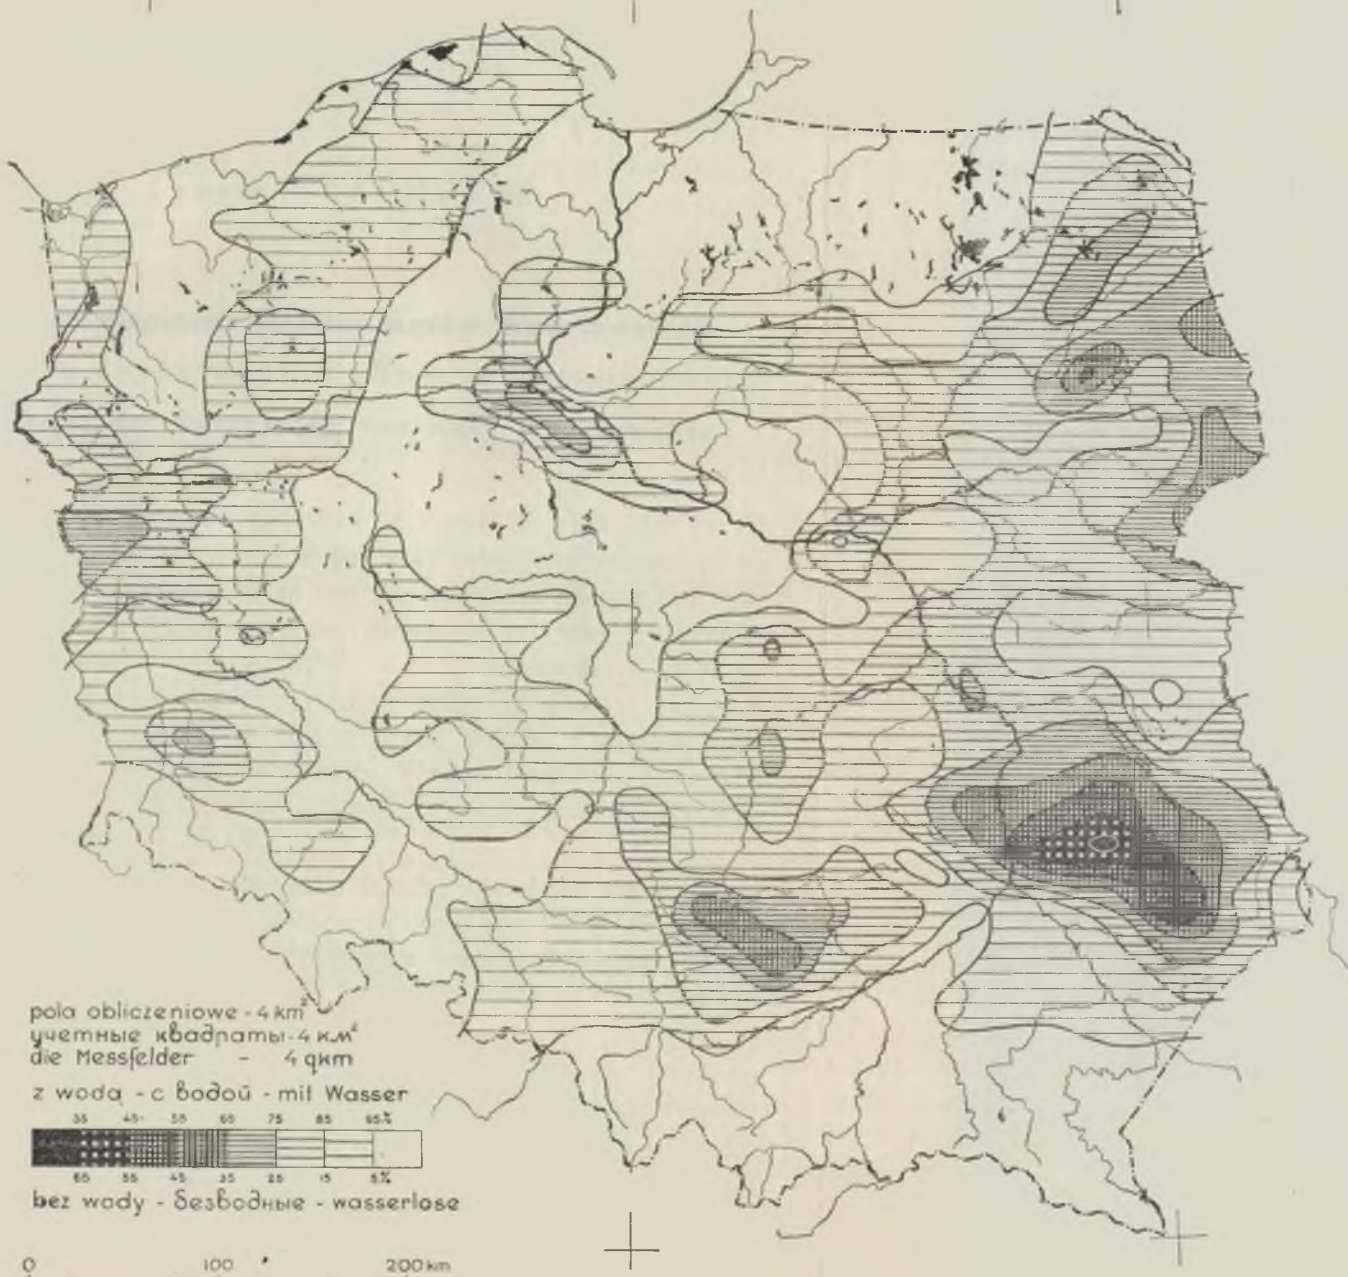 pola obliczeniowe - 4 km²
учетные квадраты - 4 км²
die Messfelder - 4 qkm
z wodą - с водой - mit Wasser
35 45 55 65 75 85 95%
65 55 45 35 25 15 5%
bez wody - безводные - wasserlose
0 100 200 km